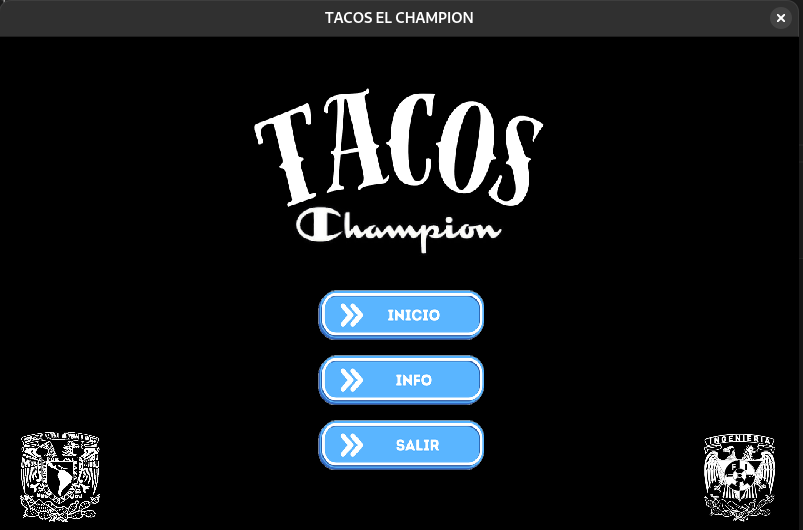 TACOS EL CHAMPION
TACOS
Champion
INICIO
INFO
SALIR
INGENIERIA